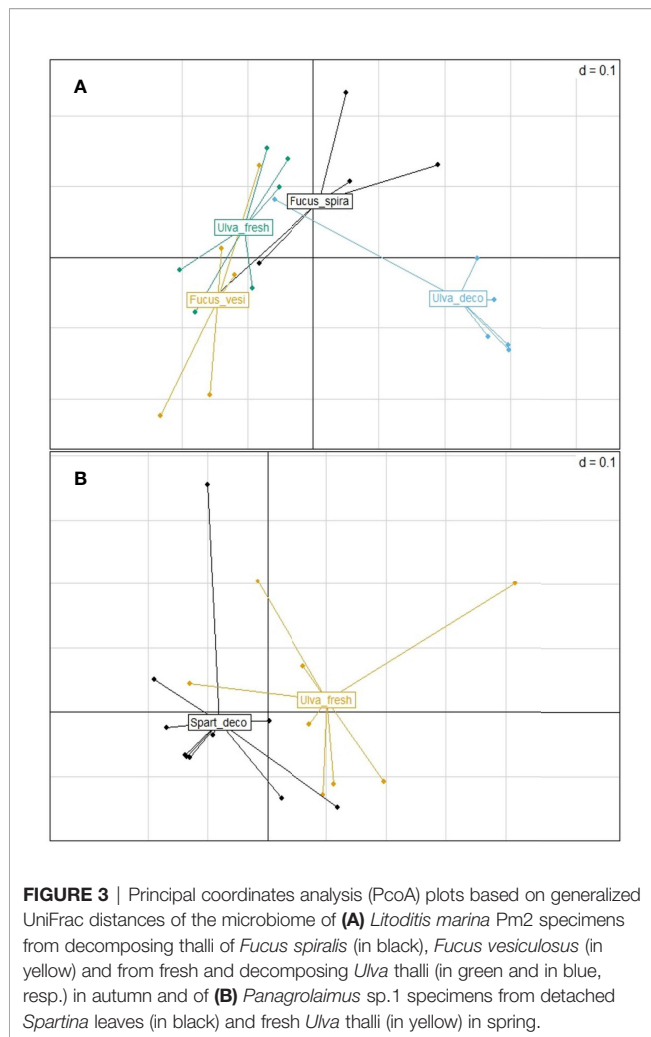 A
d = 0.1
Fucus_spira
Ulva_fresh
Fucus_vesi
Ulva_deco
B
d = 0.1
Ulva_fresh
Spart_deco
FIGURE 3 | Principal coordinates analysis (PcoA) plots based on generalized
UniFrac distances of the microbiome of (A) Litoditis marina Pm2 specimens
from decomposing thalli of Fucus spiralis (in black), Fucus vesiculosus (in
yellow) and from fresh and decomposing Ulva thalli (in green and in blue,
resp.) in autumn and of (B) Panagrolaimus sp.1 specimens from detached
Spartina leaves (in black) and fresh Ulva thalli (in yellow) in spring.